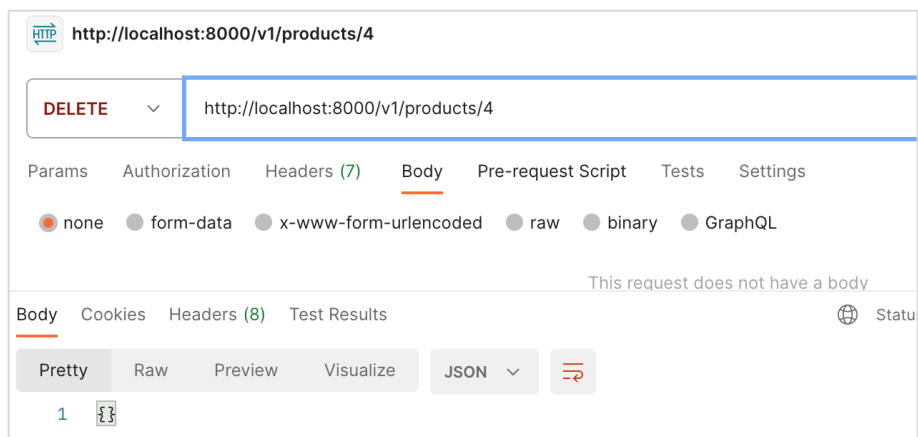 HTTP http://localhost:8000/v1/products/4
DELETE http://localhost:8000/v1/products/4
Params Authorization Headers (7) Body Pre-request Script Tests Settings
none form-data x-www-form-urlencoded raw binary GraphQL
This request does not have a body
Body Cookies Headers (8) Test Results Statu
Pretty Raw Preview Visualize JSON
1 {}